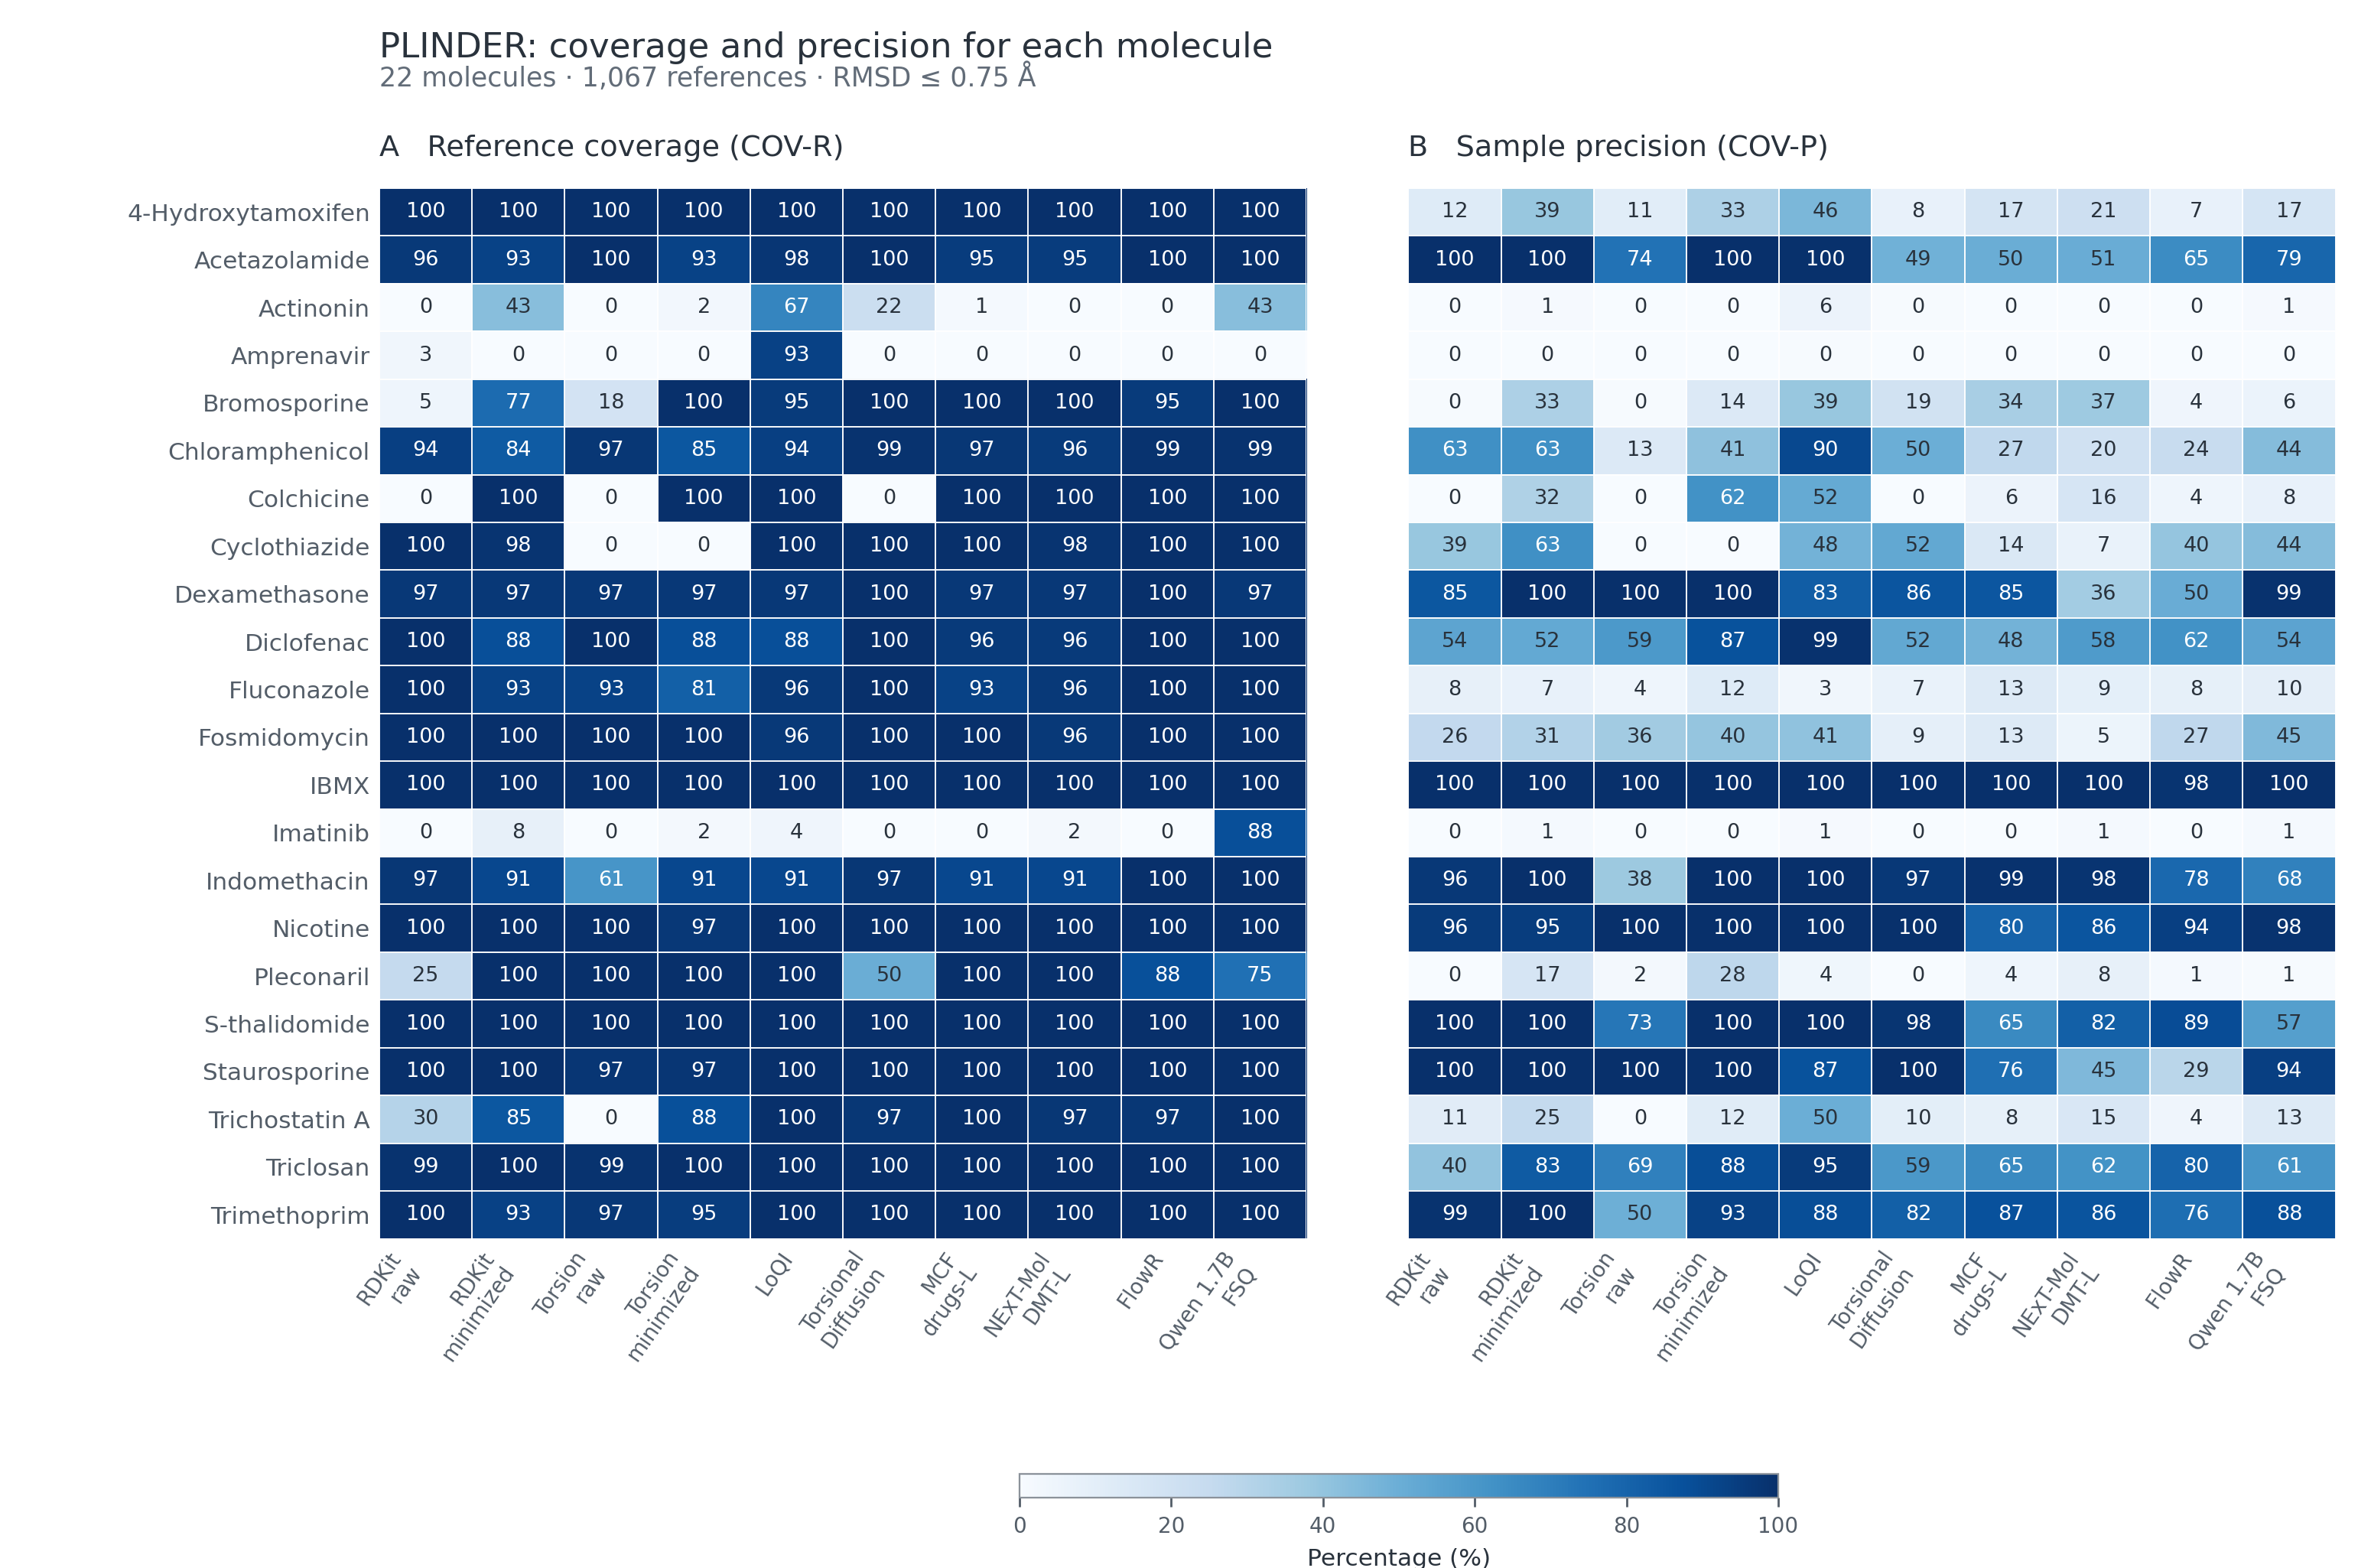 PLINDER: coverage and precision for each molecule
22 molecules · 1,067 references · RMSD ≤ 0.75 Å
A Reference coverage (COV-R)
B Sample precision (COV-P)
4-Hydroxytamoxifen 100 100 100 100 100 100 100 100 100 100 12 39 11 33 46 8 17 21 7 17
Acetazolamide 96 93 100 93 98 100 95 95 100 100 100 100 74 100 100 49 50 51 65 79
Actinonin 0 43 0 2 67 22 1 0 0 43 0 1 0 0 6 0 0 0 0 1
Amprenavir 3 0 0 0 93 0 0 0 0 0 0 0 0 0 0 0 0 0 0 0
Bromosporine 5 77 18 100 95 100 100 100 95 100 0 33 0 14 39 19 34 37 4 6
Chloramphenicol 94 84 97 85 94 99 97 96 99 99 63 63 13 41 90 50 27 20 24 44
Colchicine 0 100 0 100 100 0 100 100 100 100 0 32 0 62 52 0 6 16 4 8
Cyclothiazide 100 98 0 0 100 100 100 98 100 100 39 63 0 0 48 52 14 7 40 44
Dexamethasone 97 97 97 97 97 100 97 97 100 97 85 100 100 100 83 86 85 36 50 99
Diclofenac 100 88 100 88 88 100 96 96 100 100 54 52 59 87 99 52 48 58 62 54
Fluconazole 100 93 93 81 96 100 93 96 100 100 8 7 4 12 3 7 13 9 8 10
Fosmidomycin 100 100 100 100 96 100 100 96 100 100 26 31 36 40 41 9 13 5 27 45
IBMX 100 100 100 100 100 100 100 100 100 100 100 100 100 100 100 100 100 100 98 100
Imatinib 0 8 0 2 4 0 0 2 0 88 0 1 0 0 1 0 0 1 0 1
Indomethacin 97 91 61 91 91 97 91 91 100 100 96 100 38 100 100 97 99 98 78 68
Nicotine 100 100 100 97 100 100 100 100 100 100 96 95 100 100 100 100 80 86 94 98
Pleconaril 25 100 100 100 100 50 100 100 88 75 0 17 2 28 4 0 4 8 1 1
S-thalidomide 100 100 100 100 100 100 100 100 100 100 100 100 73 100 100 98 65 82 89 57
Staurosporine 100 100 97 97 100 100 100 100 100 100 100 100 100 100 87 100 76 45 29 94
Trichostatin A 30 85 0 88 100 97 100 97 97 100 11 25 0 12 50 10 8 15 4 13
Triclosan 99 100 99 100 100 100 100 100 100 100 40 83 69 88 95 59 65 62 80 61
Trimethoprim 100 93 97 95 100 100 100 100 100 100 99 100 50 93 88 82 87 86 76 88
RDKit
raw
RDKit
minimized
Torsion
raw
Torsion
minimized
LoQI
Torsional
Diffusion
MCF
drugs-L
NExT-Mol
DMT-L
FlowR
Qwen 1.7B
FSQ
RDKit
raw
RDKit
minimized
Torsion
raw
Torsion
minimized
LoQI
Torsional
Diffusion
MCF
drugs-L
NExT-Mol
DMT-L
FlowR
Qwen 1.7B
FSQ
0 20 40 60 80 100
Percentage (%)